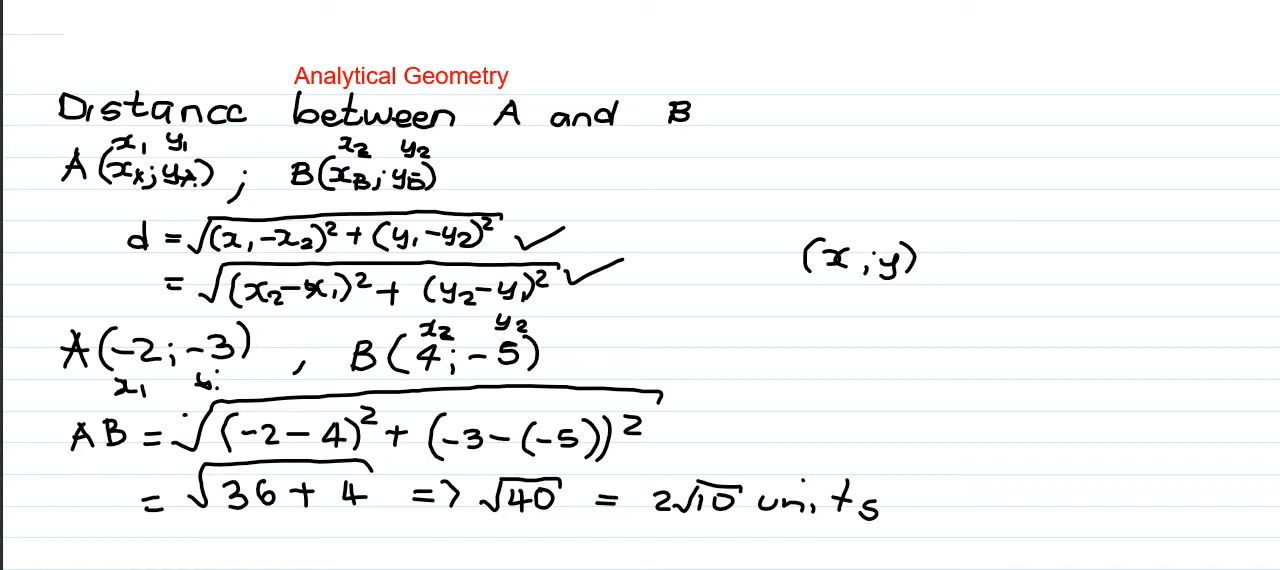 Analytical Geometry
Distance between A and B
x₁ y₁ x₂ y₂
A(x_A; y_A) ; B(x_B; y_B)
d = √((x₁-x₂)²+(y₁-y₂)²) ✓
(x;y)
= √((x₂-x₁)²+(y₂-y₁)²) ✓
x₂ y₂
A(-2;-3) , B(4;-5)
x₁
AB = √((-2-4)²+(-3-(-5))²)
= √(36+4) => √40 = 2√10 units